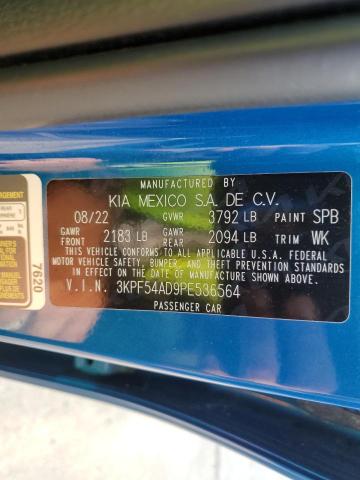 MANUFACTURED BY
KIA MEXICO S.A. DE C.V.
08/22 GVWR 3792 LB PAINT SPB
GAWR FRONT 2183 LB GAWR REAR 2094 LB TRIM WK
THIS VEHICLE CONFORMS TO ALL APPLICABLE U.S.A. FEDERAL
MOTOR VEHICLE SAFETY, BUMPER, AND THEFT PREVENTION STANDARDS
IN EFFECT ON THE DATE OF MANUFACTURE SHOWN ABOVE.
V.I.N. 3KPF54AD9PE536564
PASSENGER CAR
7620